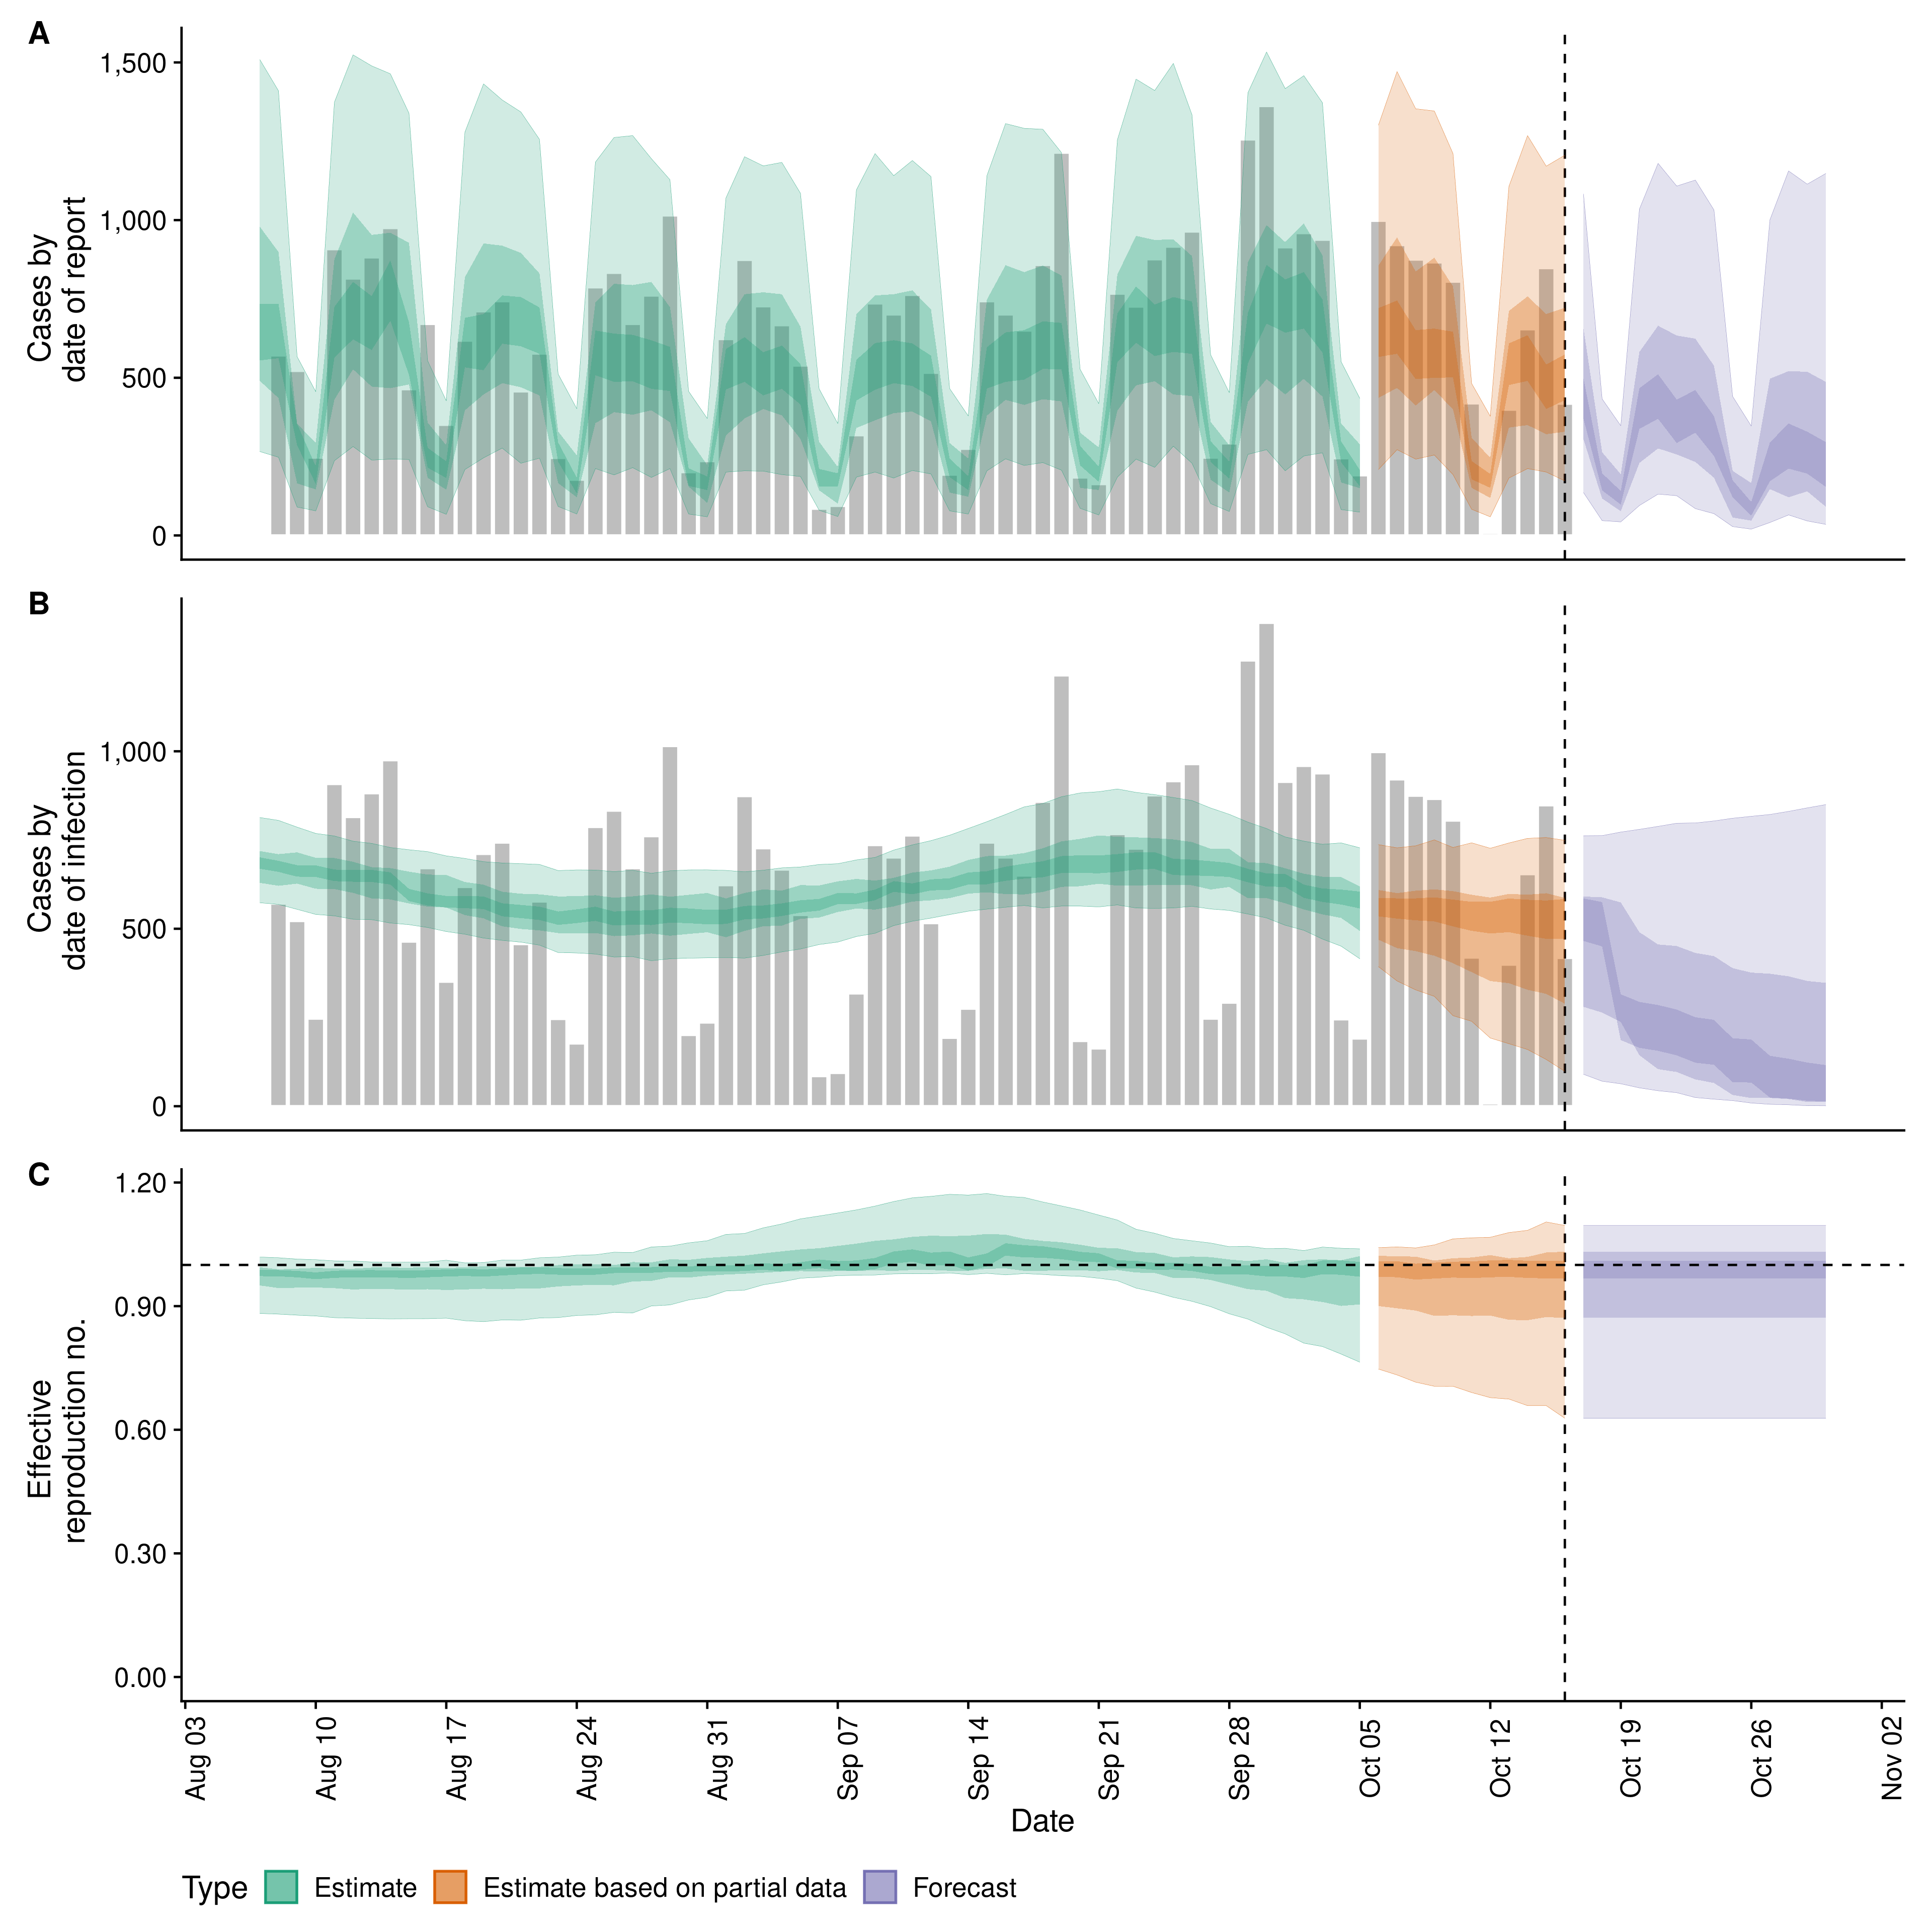 A
1,500
1,000
500
0
Cases by
date of report
B
1,000
500
0
Cases by
date of infection
C
1.20
0.90
0.60
0.30
0.00
Effective
reproduction no.
Aug 03
Aug 10
Aug 17
Aug 24
Aug 31
Sep 07
Sep 14
Sep 21
Sep 28
Oct 05
Oct 12
Oct 19
Oct 26
Nov 02
Date
Type Estimate Estimate based on partial data Forecast